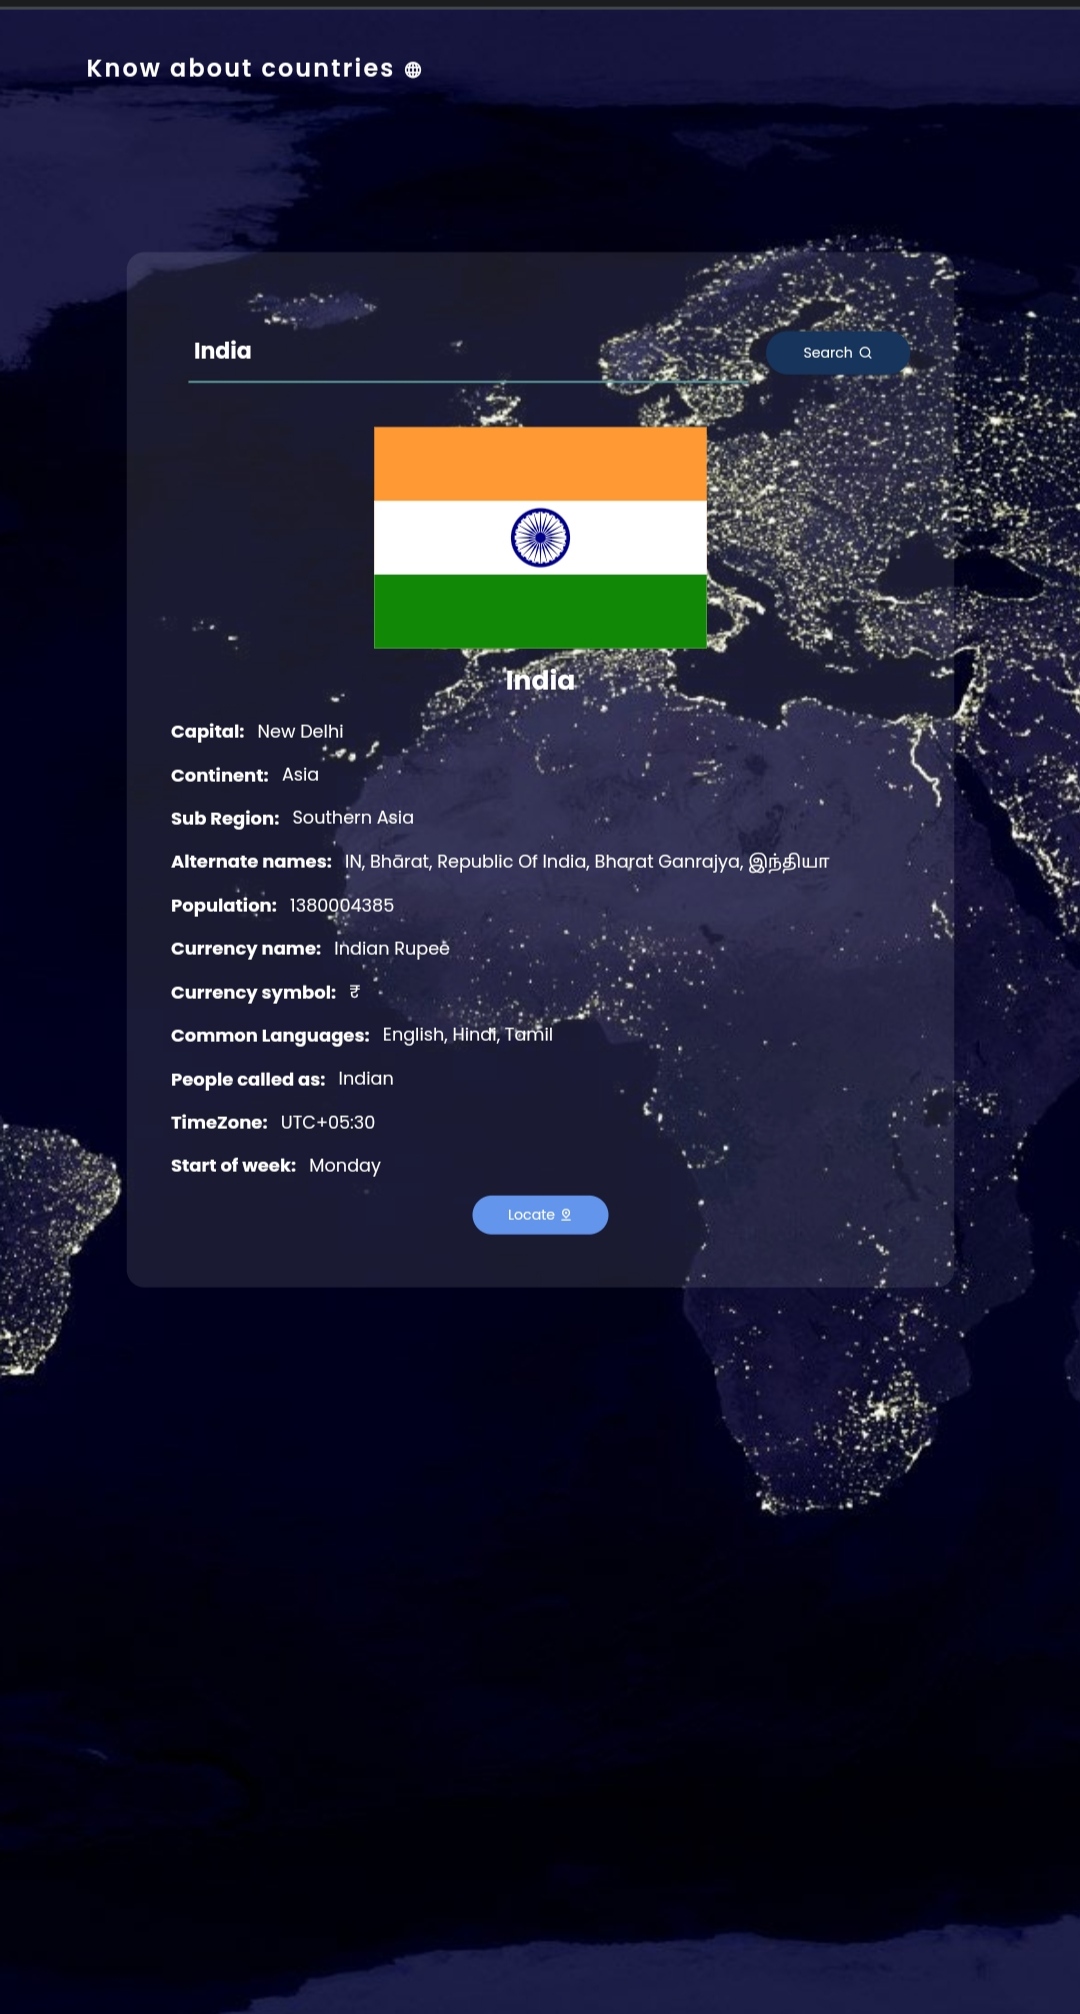 Know about countries
India
Search
India
Capital: New Delhi
Continent: Asia
Sub Region: Southern Asia
Alternate names: IN, Bhārat, Republic Of India, Bharat Ganrajya, இந்தியா
Population: 1380004385
Currency name: Indian Rupee
Currency symbol: ₹
Common Languages: English, Hindi, Tamil
People called as: Indian
TimeZone: UTC+05:30
Start of week: Monday
Locate